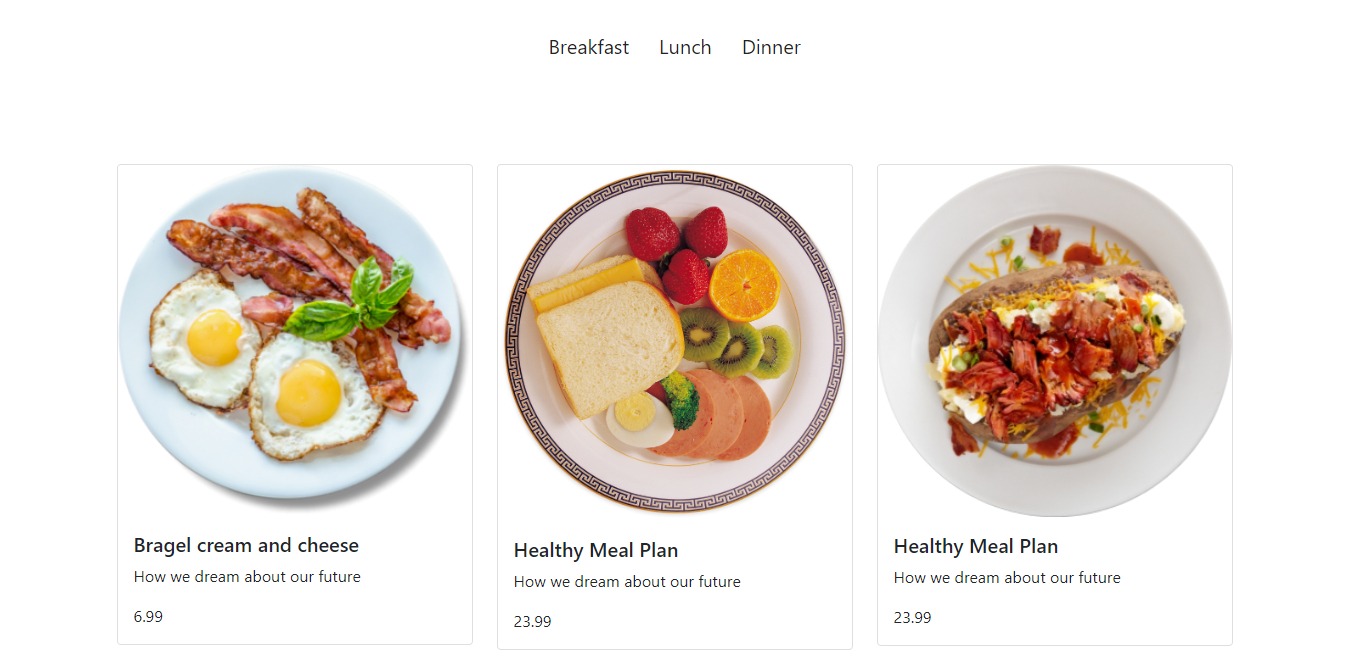 Breakfast Lunch Dinner
Bragel cream and cheese
How we dream about our future
6.99
Healthy Meal Plan
How we dream about our future
23.99
Healthy Meal Plan
How we dream about our future
23.99